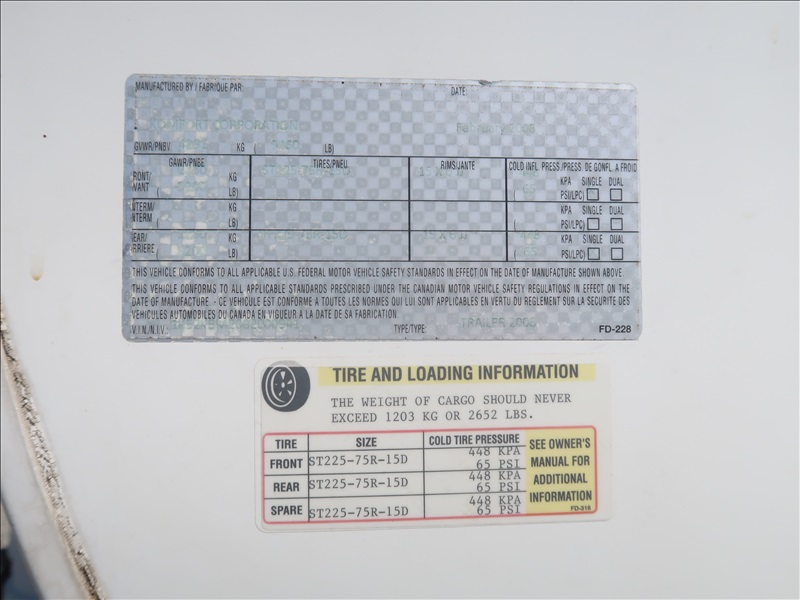 MANUFACTURED BY / FABRIQUE PAR: DATE:
KOMFORT CORPORATION
GVWR/PNBV KG ( LB)
GAWR/PNBE TIRES/PNEU RIMS/JANTE COLD INFL. PRESS./PRESS. DE GONFL. A FROID
RONT/ KG KPA SINGLE DUAL
VANT ( LB) ( PSI/LPC)
NTERM/ KG KPA SINGLE DUAL
NTERM ( LB) ( PSI/LPC)
EAR/ KG KPA SINGLE DUAL
RRIERE ( LB) ( PSI/LPC)
THIS VEHICLE CONFORMS TO ALL APPLICABLE U.S. FEDERAL MOTOR VEHICLE SAFETY STANDARDS IN EFFECT ON THE DATE OF MANUFACTURE SHOWN ABOVE.
THIS VEHICLE CONFORMS TO ALL APPLICABLE STANDARDS PRESCRIBED UNDER THE CANADIAN MOTOR VEHICLE SAFETY REGULATIONS IN EFFECT ON THE
DATE OF MANUFACTURE. - CE VEHICULE EST CONFORME A TOUTES LES NORMES QUI LUI SONT APPLICABLES EN VERTU DU REGLEMENT SUR LA SECURITE DES
VEHICULES AUTOMOBILES DU CANADA EN VIGUEUR A LA DATE DE SA FABRICATION.
V.I.N./N.I.V.: TYPE/TYPE: TRAILER FD-228
TIRE AND LOADING INFORMATION
THE WEIGHT OF CARGO SHOULD NEVER
EXCEED 1203 KG OR 2652 LBS.
TIRE SIZE COLD TIRE PRESSURE SEE OWNER'S
MANUAL FOR
ADDITIONAL
INFORMATION
FRONT ST225-75R-15D 448 KPA
65 PSI
REAR ST225-75R-15D 448 KPA
65 PSI
SPARE ST225-75R-15D 448 KPA
65 PSI
FD-218